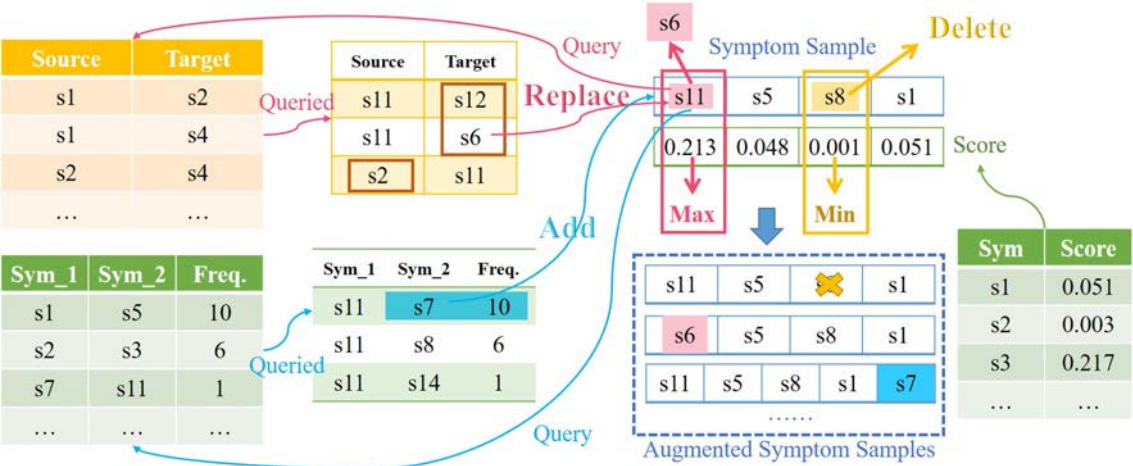 s6
Query
Symptom Sample
Delete
Source Target
s1 s2
s1 s4
s2 s4
... ...
Queried
Source Target
s11 s12
s11 s6
s2 s11
Replace
s11 s5 s8 s1
0.213 0.048 0.001 0.051
Score
Max
Min
Add
Sym_1 Sym_2 Freq.
s1 s5 10
s2 s3 6
s7 s11 1
... ... ...
Queried
Sym_1 Sym_2 Freq.
s11 s7 10
s11 s8 6
s11 s14 1
Query
s11 s5 s1
s6 s5 s8 s1
s11 s5 s8 s1 s7
......
Augmented Symptom Samples
Sym Score
s1 0.051
s2 0.003
s3 0.217
... ...